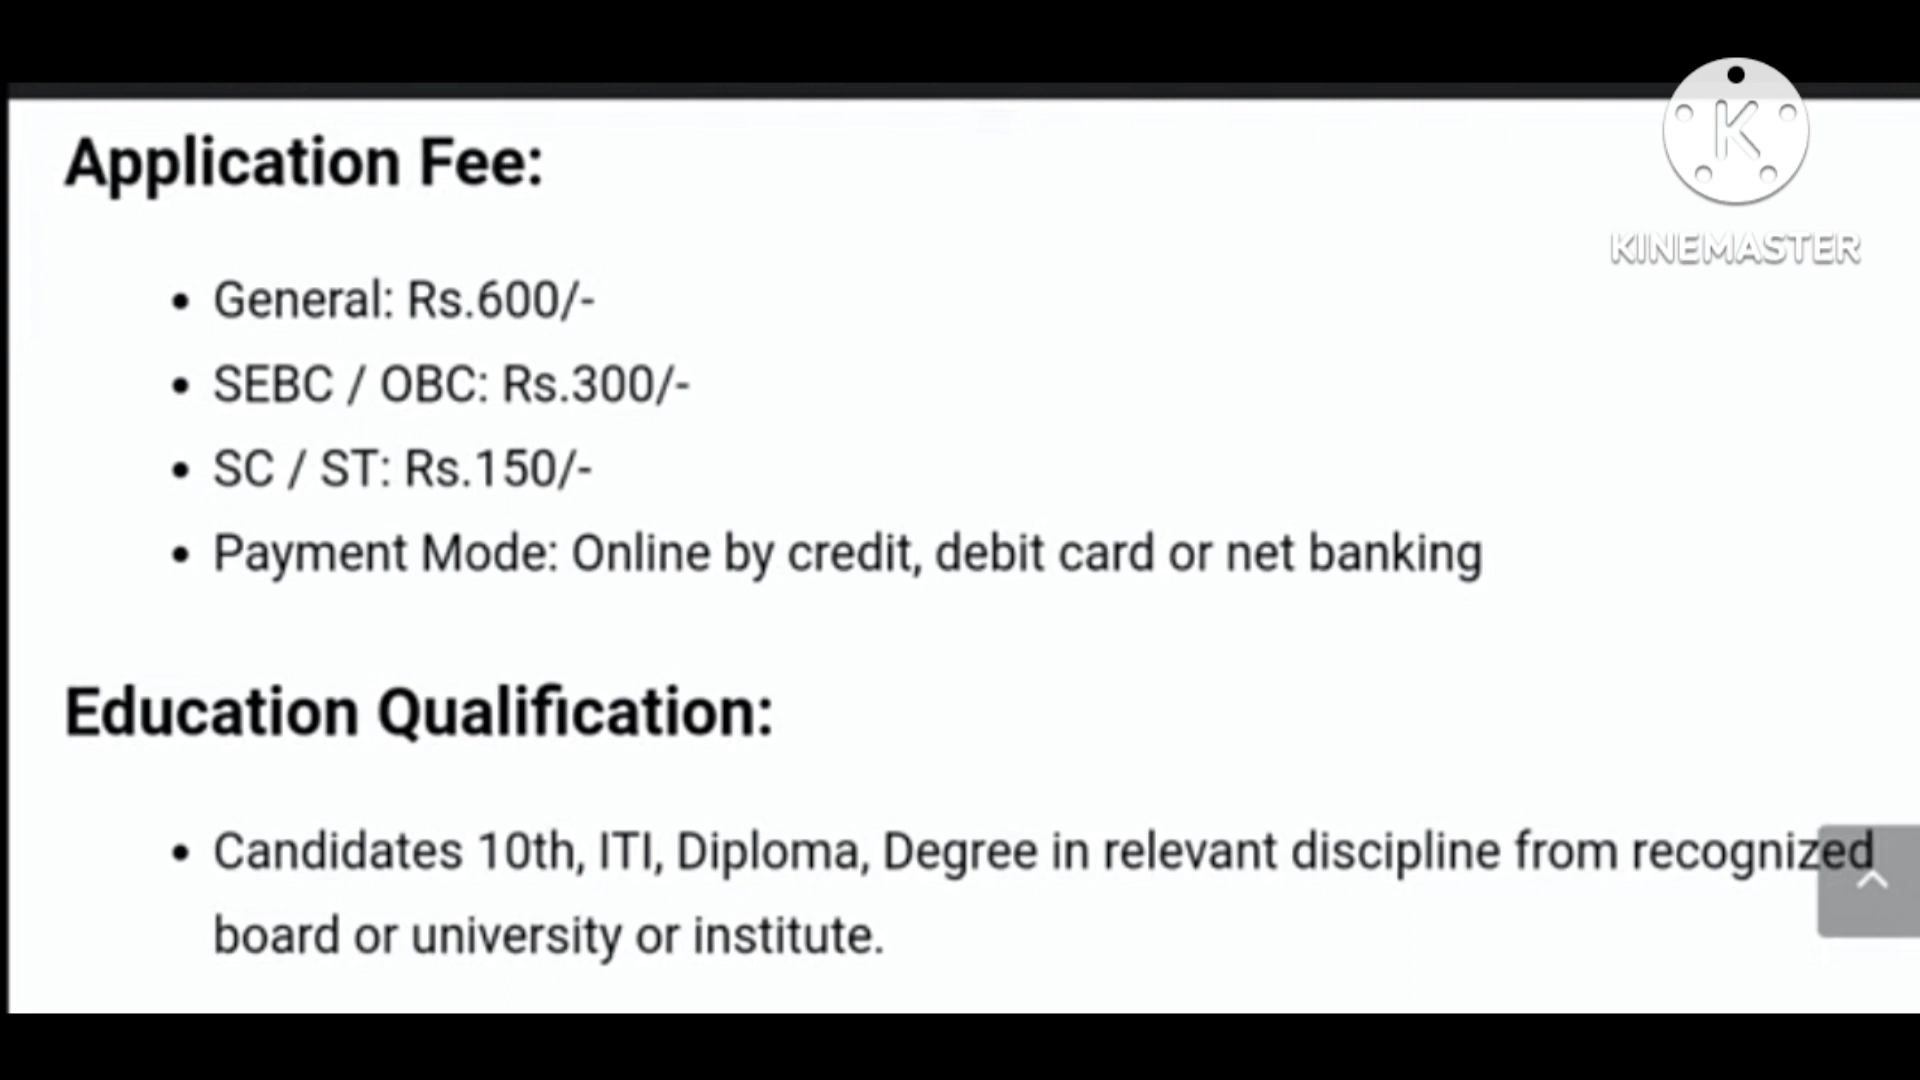 Application Fee:
K
KINEMASTER
• General: Rs.600/-
• SEBC / OBC: Rs.300/-
• SC / ST: Rs.150/-
• Payment Mode: Online by credit, debit card or net banking
Education Qualification:
• Candidates 10th, ITI, Diploma, Degree in relevant discipline from recognized
board or university or institute.